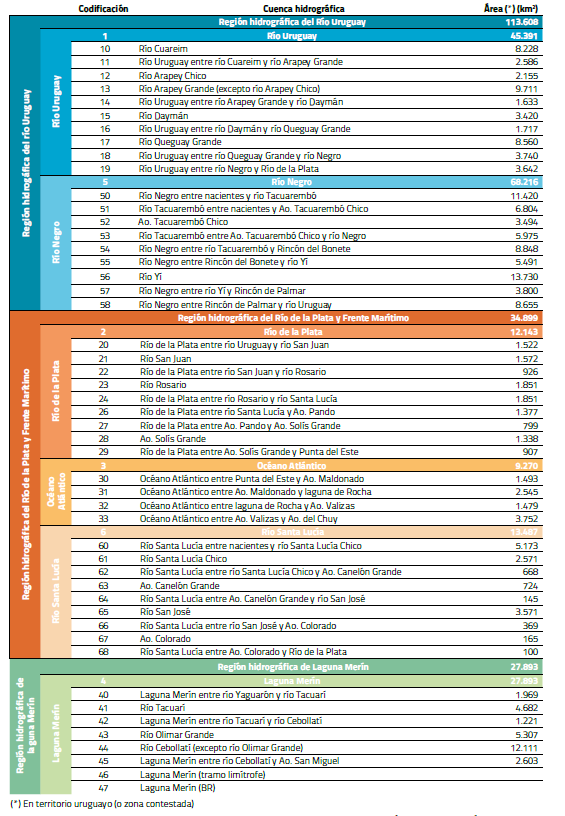 Codificación Cuenca hidrográfica Área (*) (km²)
Región hidrográfica del Río Uruguay 113.608
1 Río Uruguay 45.391
10 Río Cuareim 8.228
11 Río Uruguay entre río Cuareim y río Arapey Grande 2.586
12 Río Arapey Chico 2.155
13 Río Arapey Grande (excepto río Arapey Chico) 9.711
14 Río Uruguay entre río Arapey Grande y río Daymán 1.633
15 Río Daymán 3.420
16 Río Uruguay entre río Daymán y río Queguay Grande 1.717
17 Río Queguay Grande 8.560
18 Río Uruguay entre río Queguay Grande y río Negro 3.740
19 Río Uruguay entre río Negro y Río de la Plata 3.642
5 Río Negro 68.216
50 Río Negro entre nacientes y río Tacuarembó 11.420
51 Río Tacuarembó entre nacientes y Ao. Tacuarembó Chico 6.804
52 Ao. Tacuarembó Chico 3.494
53 Río Tacuarembó entre Ao. Tacuarembó Chico y río Negro 5.975
54 Río Negro entre río Tacuarembó y Rincón del Bonete 8.848
55 Río Negro entre Rincón del Bonete y río Yí 5.491
56 Río Yí 13.730
57 Río Negro entre río Yí y Rincón de Palmar 3.800
58 Río Negro entre Rincón de Palmar y río Uruguay 8.655
Región hidrográfica del río Uruguay
Río Uruguay
Río Negro
Región hidrográfica del Río de la Plata y Frente Marítimo 34.899
2 Río de la Plata 12.143
20 Río de la Plata entre río Uruguay y río San Juan 1.522
21 Río San Juan 1.572
22 Río de la Plata entre río San Juan y río Rosario 926
23 Río Rosario 1.851
24 Río de la Plata entre río Rosario y río Santa Lucía 1.851
26 Río de la Plata entre río Santa Lucía y Ao. Pando 1.377
27 Río de la Plata entre Ao. Pando y Ao. Solís Grande 799
28 Ao. Solís Grande 1.338
29 Río de la Plata entre Ao. Solís Grande y Punta del Este 907
3 Océano Atlántico 9.270
30 Océano Atlántico entre Punta del Este y Ao. Maldonado 1.493
31 Océano Atlántico entre Ao. Maldonado y laguna de Rocha 2.545
32 Océano Atlántico entre laguna de Rocha y Ao. Valizas 1.479
33 Océano Atlántico entre Ao. Valizas y Ao. del Chuy 3.752
6 Río Santa Lucía 13.487
60 Río Santa Lucía entre nacientes y río Santa Lucía Chico 5.173
61 Río Santa Lucía Chico 2.571
62 Río Santa Lucía entre río Santa Lucía Chico y Ao. Canelón Grande 668
63 Ao. Canelón Grande 724
64 Río Santa Lucía entre Ao. Canelón Grande y río San José 145
65 Río San José 3.571
66 Río Santa Lucía entre río San José y Ao. Colorado 369
67 Ao. Colorado 165
68 Río Santa Lucía entre Ao. Colorado y Río de la Plata 100
Región hidrográfica del Río de la Plata y Frente Marítimo
Río de la Plata
Océano
Atlántico
Río Santa Lucía
Región hidrográfica de Laguna Merín 27.893
4 Laguna Merín 27.893
40 Laguna Merín entre río Yaguarón y río Tacuarí 1.969
41 Río Tacuarí 4.682
42 Laguna Merín entre río Tacuarí y río Cebollatí 1.221
43 Río Olimar Grande 5.307
44 Río Cebollatí (excepto río Olimar Grande) 12.111
45 Laguna Merín entre río Cebollatí y Ao. San Miguel 2.603
46 Laguna Merín (tramo limítrofe)
47 Laguna Merín (BR)
Región hidrográfica de
laguna Merín
Laguna Merín
(*) En territorio uruguayo (o zona contestada)